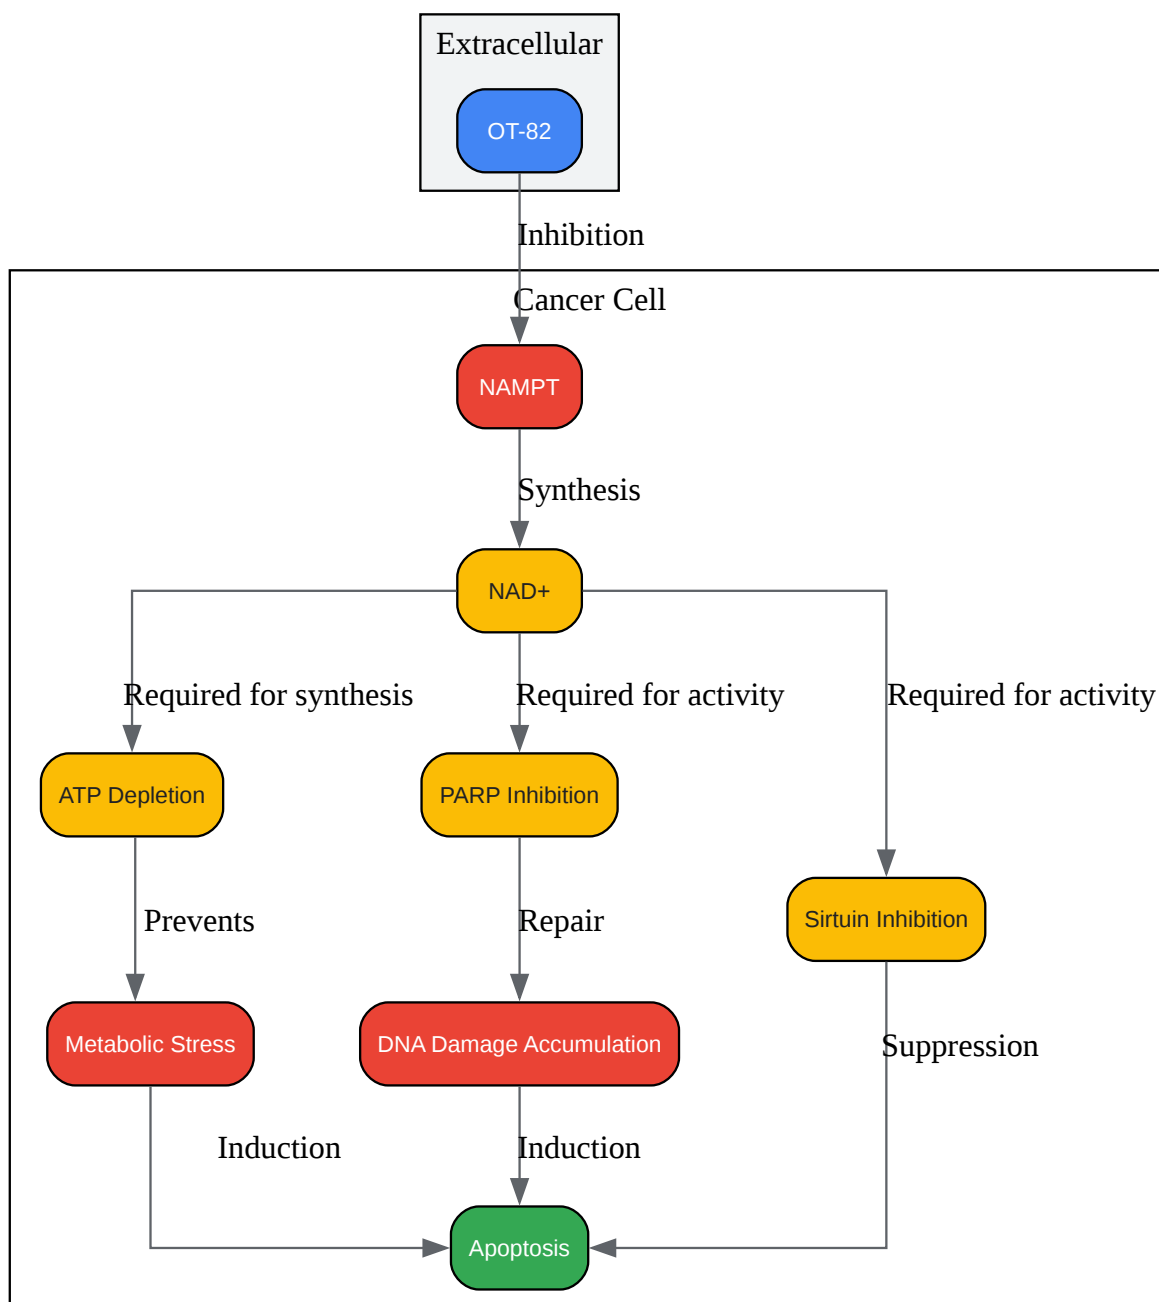 Extracellular
OT-82
Inhibition
Cancer Cell
NAMPT
Synthesis
NAD+
Required for synthesis
Required for activity
Required for activity
ATP Depletion
PARP Inhibition
Sirtuin Inhibition
Prevents
Repair
Metabolic Stress
DNA Damage Accumulation
Suppression
Induction
Induction
Apoptosis